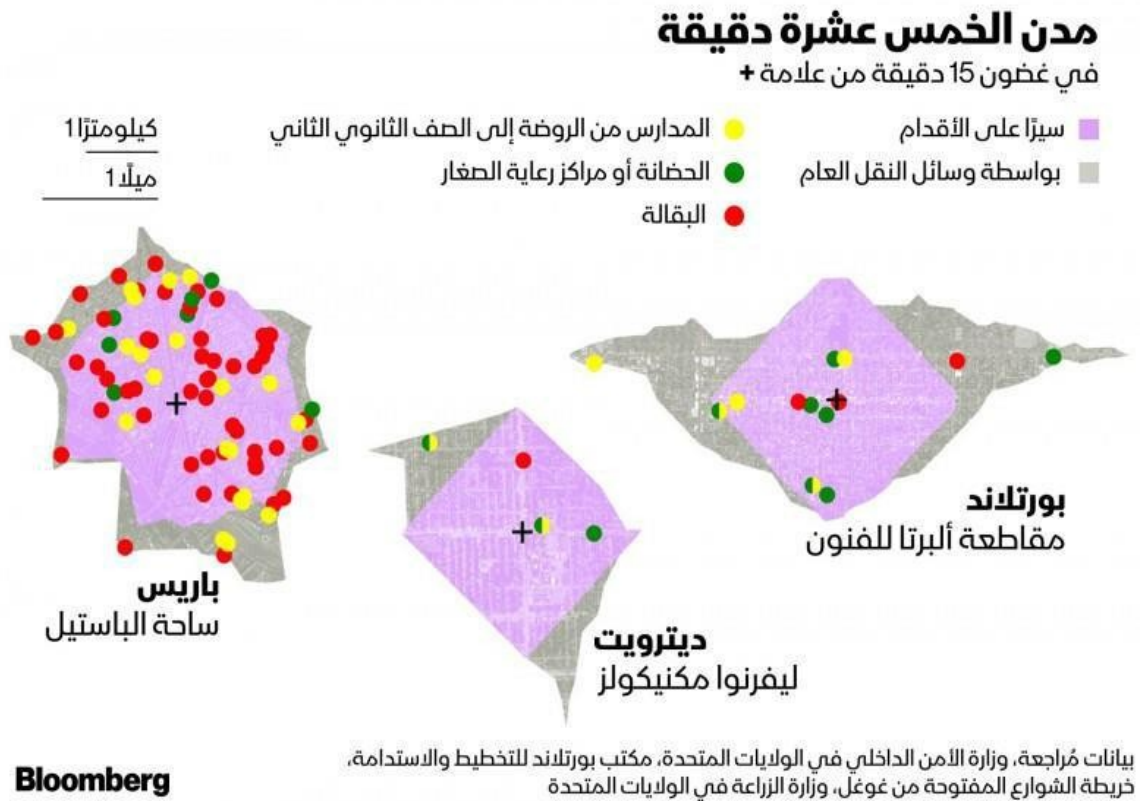 مدن الخمس عشرة دقيقة
في غضون 15 دقيقة من علامة +
سيرًا على الأقدام
بواسطة وسائل النقل العام
المدارس من الروضة إلى الصف الثانوي الثاني
الحضانة أو مراكز رعاية الصغار
البقالة
كيلومترًا 1
ميلًا 1
باريس
ساحة الباستيل
ديترويت
ليفرنوا مكنيكولز
بورتلاند
مقاطعة ألبرتا للفنون
بيانات مُراجعة، وزارة الأمن الداخلي في الولايات المتحدة، مكتب بورتلاند للتخطيط والاستدامة،
خريطة الشوارع المفتوحة من غوغل، وزارة الزراعة في الولايات المتحدة
Bloomberg